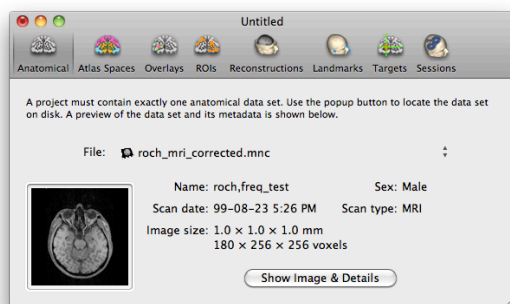 Untitled
Anatomical Atlas Spaces Overlays ROIs Reconstructions Landmarks Targets Sessions
A project must contain exactly one anatomical data set. Use the popup button to locate the data set
on disk. A preview of the data set and its metadata is shown below.
File: roch_mri_corrected.mnc
Name: roch,freq_test Sex: Male
Scan date: 99-08-23 5:26 PM Scan type: MRI
Image size: 1.0 × 1.0 × 1.0 mm
180 × 256 × 256 voxels
Show Image & Details